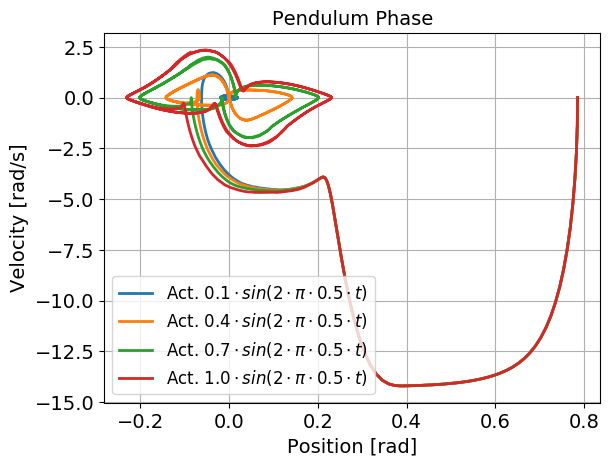 Pendulum Phase
2.5
0.0
−2.5
−5.0
−7.5
−10.0
−12.5
−15.0
Velocity [rad/s]
Act. 0.1 · sin(2 · π · 0.5 · t)
Act. 0.4 · sin(2 · π · 0.5 · t)
Act. 0.7 · sin(2 · π · 0.5 · t)
Act. 1.0 · sin(2 · π · 0.5 · t)
−0.2 0.0 0.2 0.4 0.6 0.8
Position [rad]